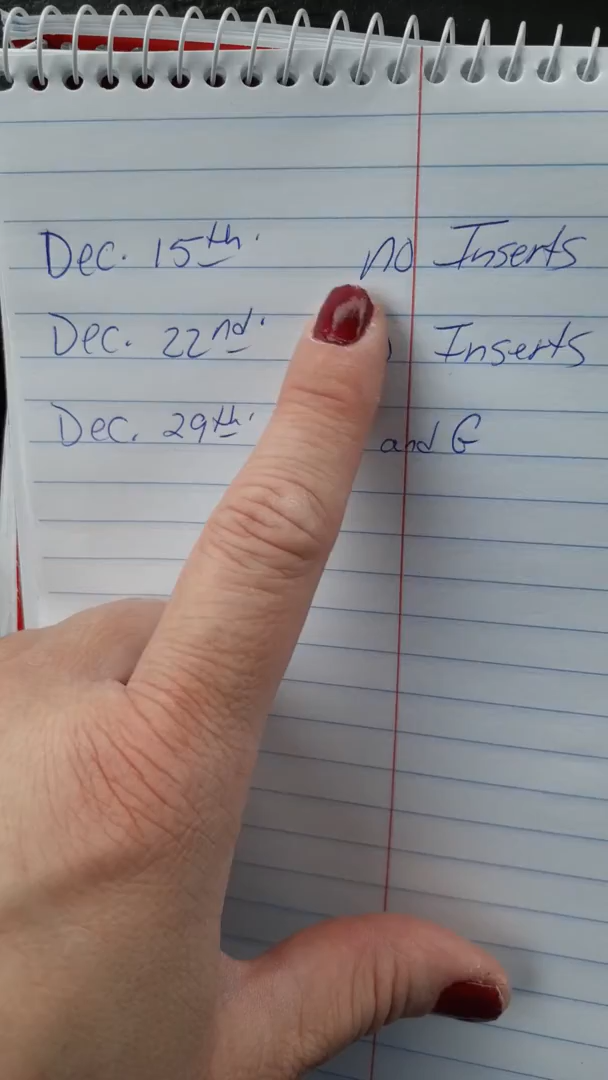 Dec. 15th. no Inserts
Dec. 22nd. Inserts
Dec. 29th. and G